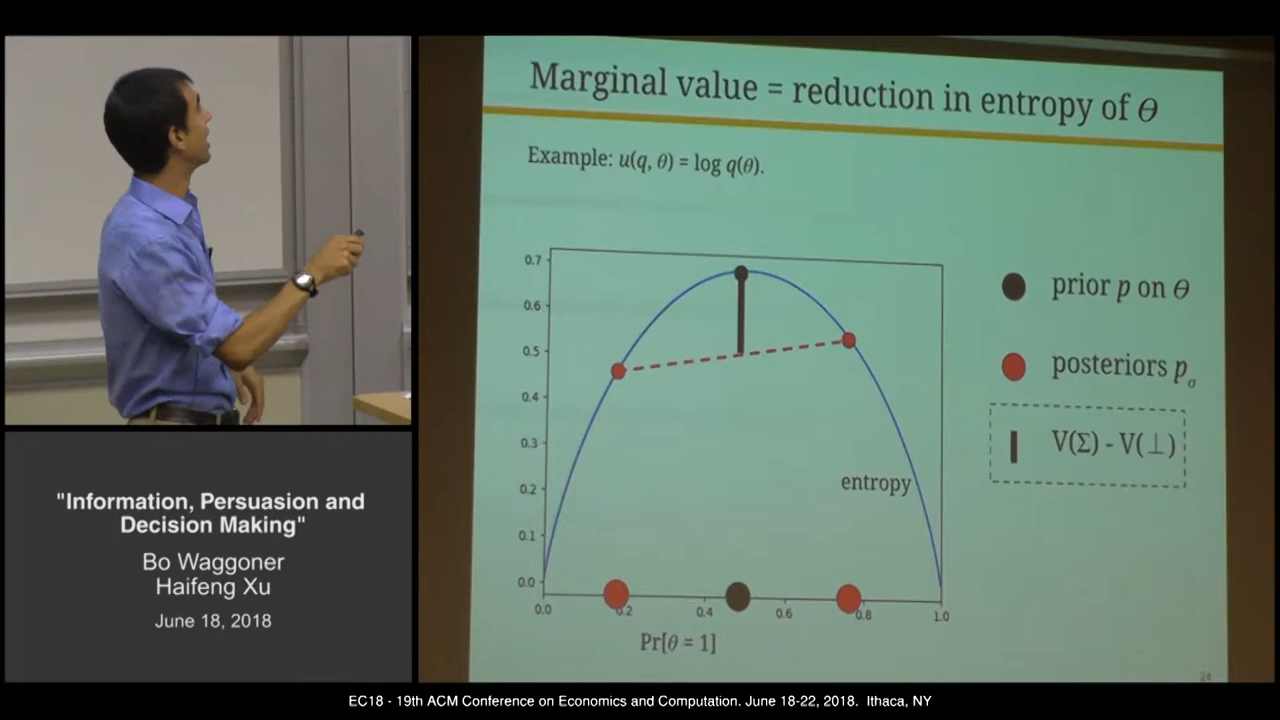 Marginal value = reduction in entropy of Θ
Example: u(q, θ) = log q(θ).
0.7
0.6
0.5
0.4
0.3
0.2
0.1
0.0
0.0 0.2 0.4 0.6 0.8 1.0
Pr[θ = 1]
entropy
prior p on Θ
posteriors pσ
V(Σ) - V(⊥)
24
"Information, Persuasion and
Decision Making"
Bo Waggoner
Haifeng Xu
June 18, 2018
EC18 - 19th ACM Conference on Economics and Computation. June 18-22, 2018. Ithaca, NY